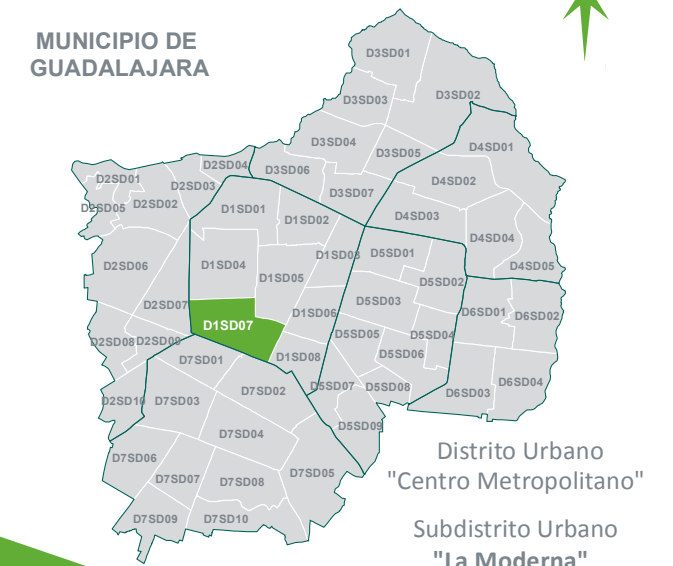 MUNICIPIO DE
GUADALAJARA
D3SD01
D3SD02
D3SD03
D3SD04
D3SD05
D4SD01
D2SD04
D3SD06
D2SD01
D2SD03
D3SD07
D4SD02
D2SD05
D2SD02
D1SD01
D1SD02
D4SD03
D4SD04
D2SD06
D1SD04
D1SD03
D5SD01
D4SD05
D1SD05
D5SD02
D2SD07
D5SD03
D1SD07
D1SD06
D6SD01
D6SD02
D2SD08
D2SD09
D5SD05
D5SD04
D7SD01
D1SD08
D5SD06
D2SD10
D7SD03
D7SD02
D5SD07
D5SD08
D6SD03
D6SD04
D7SD04
D5SD09
D7SD06
D7SD07
D7SD08
D7SD05
D7SD09
D7SD10
Distrito Urbano
"Centro Metropolitano"
Subdistrito Urbano
"La Moderna"